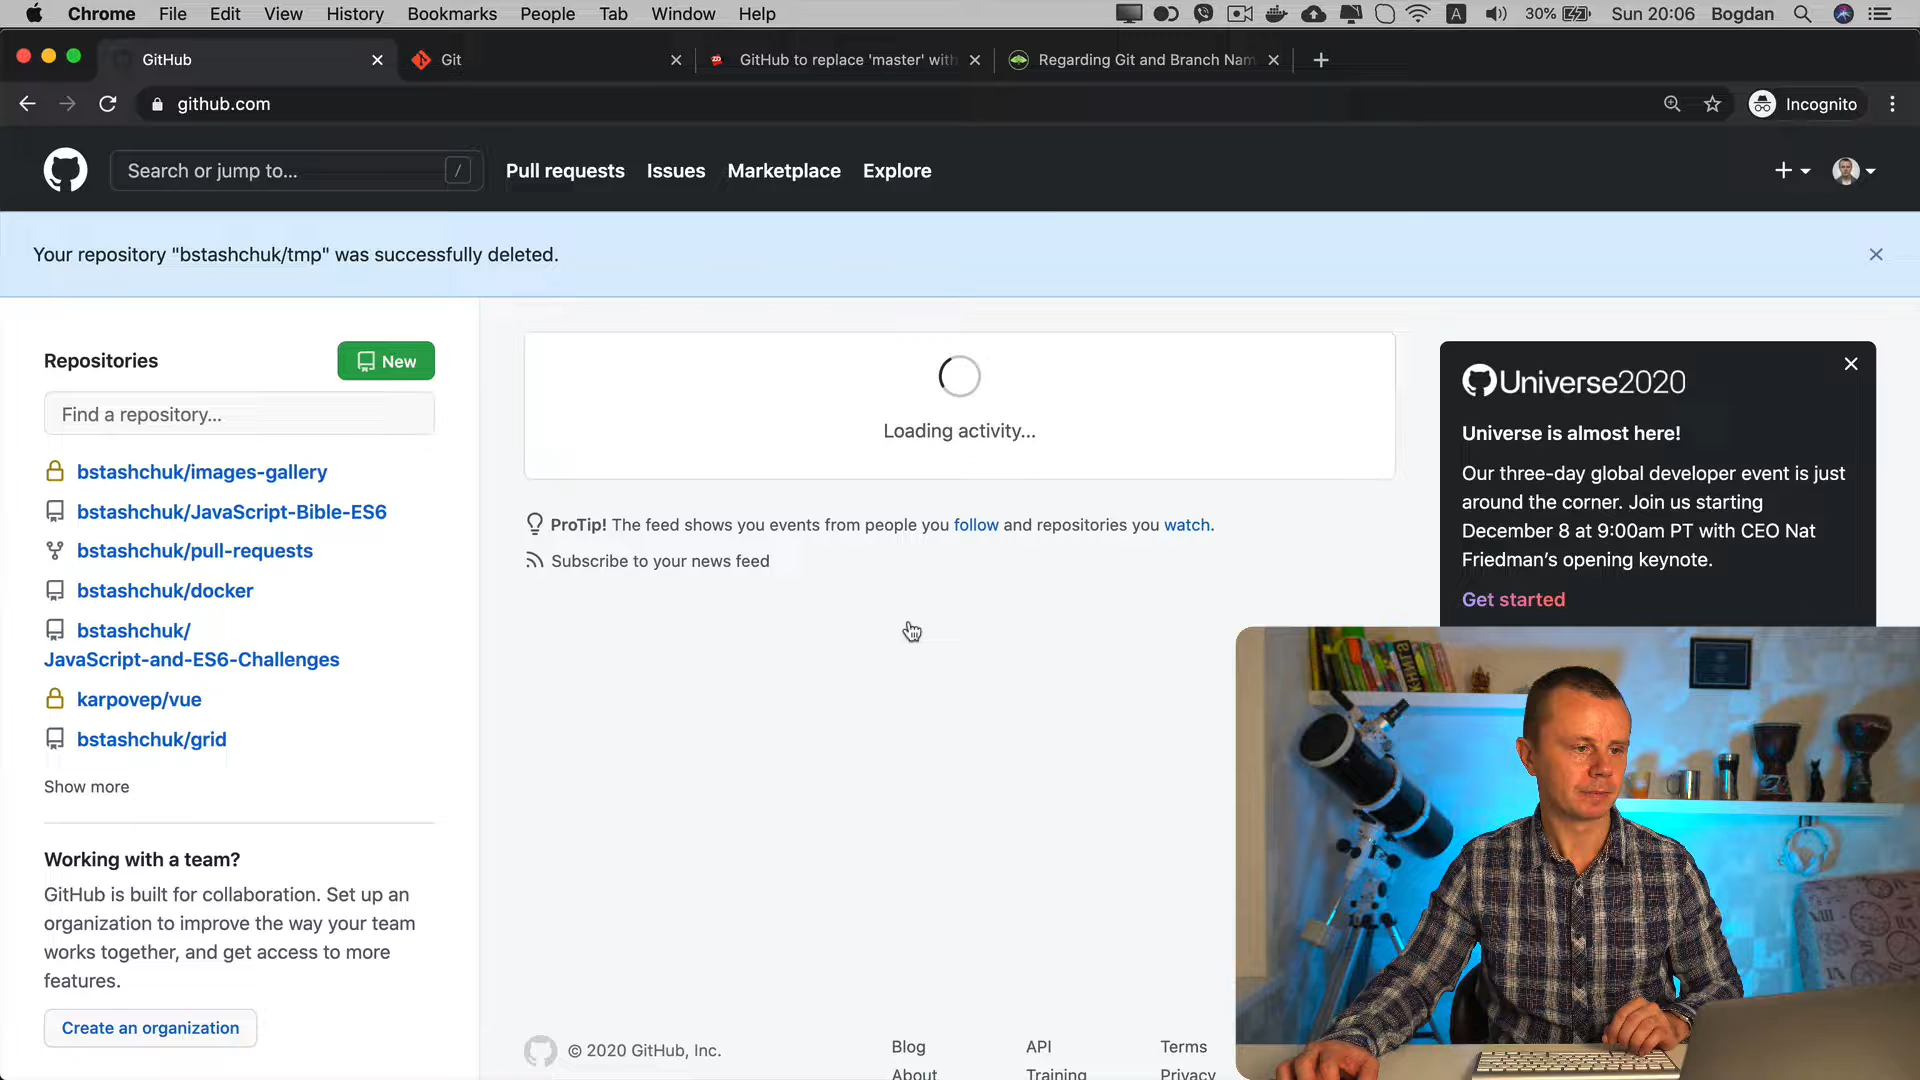 Chrome File Edit View History Bookmarks People Tab Window Help
A 30% Sun 20:06 Bogdan
GitHub
Git
GitHub to replace 'master' with
Regarding Git and Branch Nam
github.com
Incognito
Search or jump to... /
Pull requests Issues Marketplace Explore
Your repository "bstashchuk/tmp" was successfully deleted.
Repositories
New
Find a repository...
bstashchuk/images-gallery
bstashchuk/JavaScript-Bible-ES6
bstashchuk/pull-requests
bstashchuk/docker
bstashchuk/
JavaScript-and-ES6-Challenges
karpovep/vue
bstashchuk/grid
Show more
Working with a team?
GitHub is built for collaboration. Set up an
organization to improve the way your team
works together, and get access to more
features.
Create an organization
Loading activity...
ProTip! The feed shows you events from people you follow and repositories you watch.
Subscribe to your news feed
Universe2020
Universe is almost here!
Our three-day global developer event is just
around the corner. Join us starting
December 8 at 9:00am PT with CEO Nat
Friedman's opening keynote.
Get started
КНИГА
© 2020 GitHub, Inc.
Blog API Terms
About Training Privacy